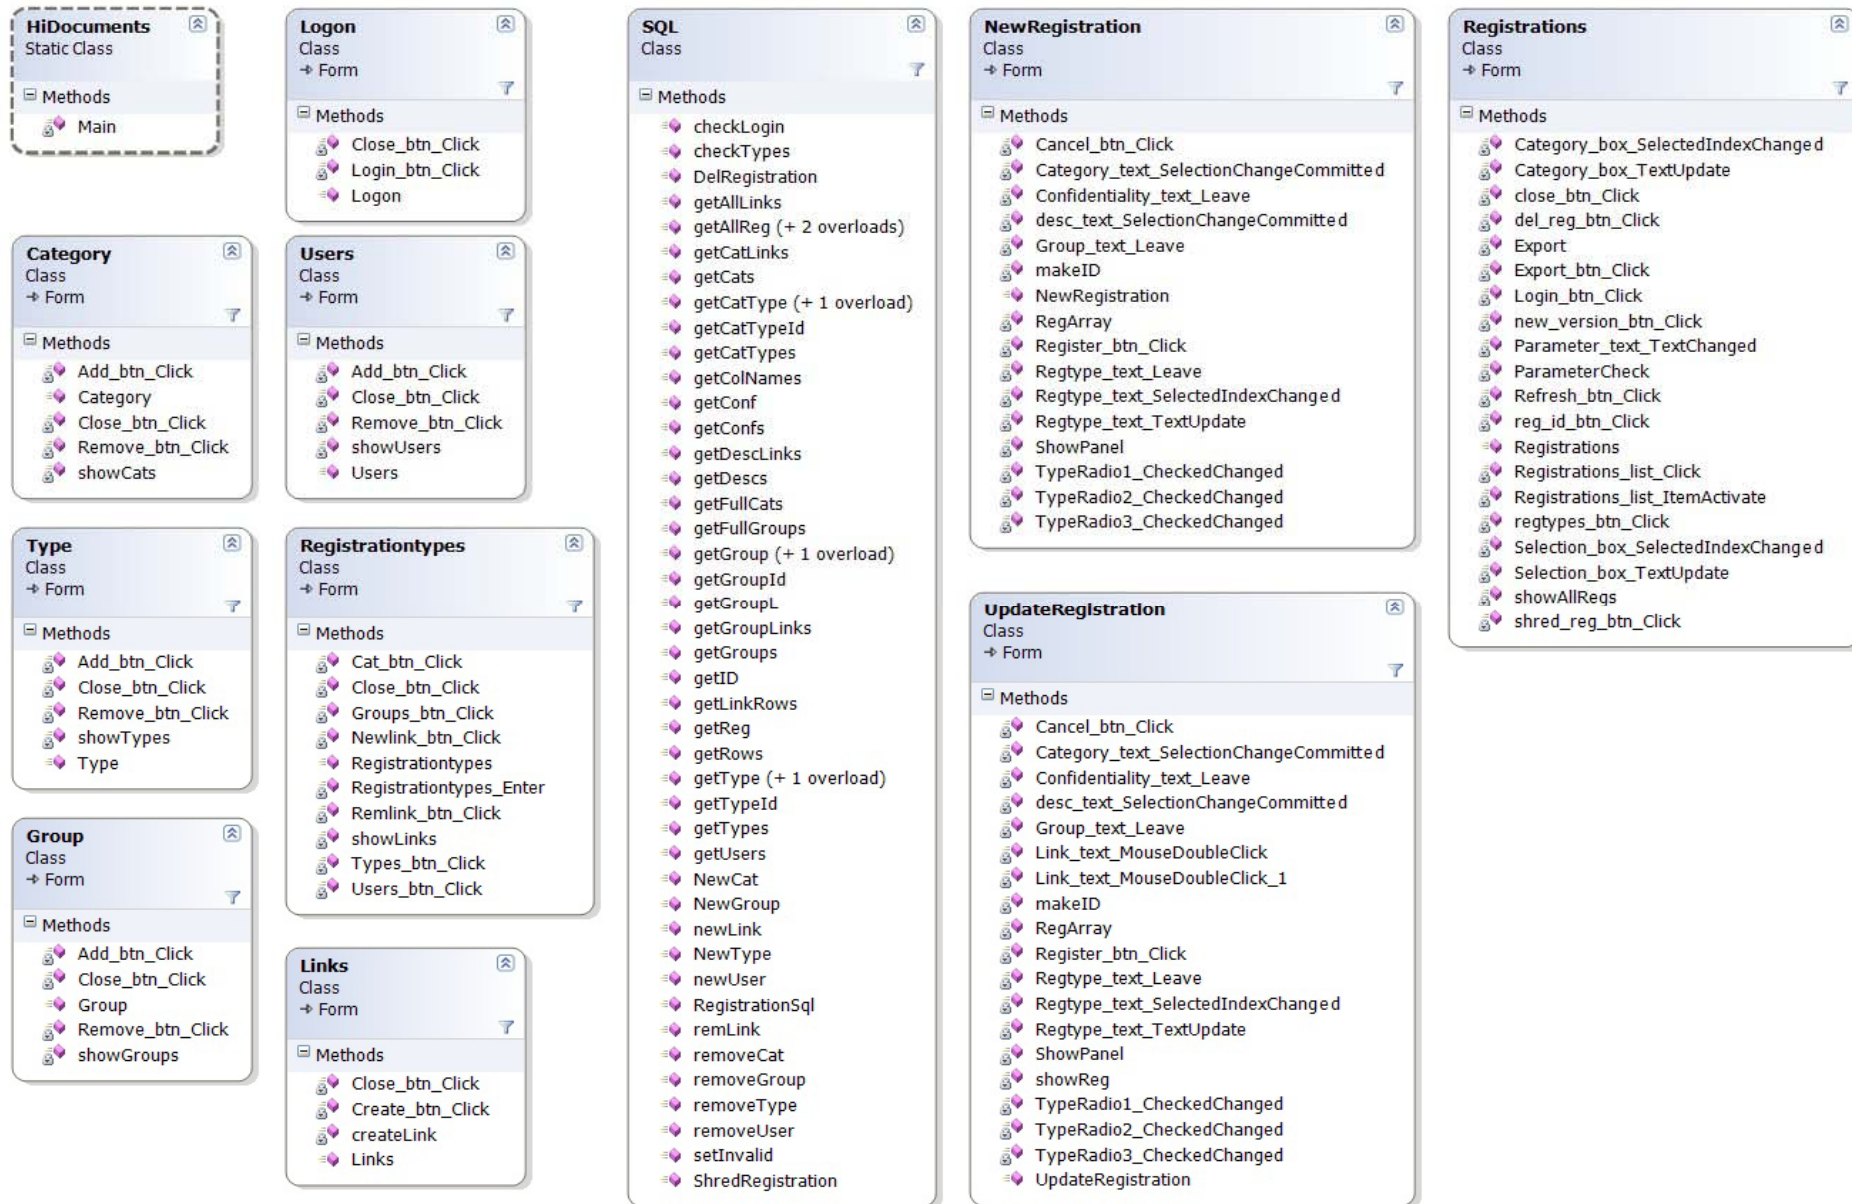 HiDocuments
Static Class
Methods
Main
Category
Class
Form
Methods
Add_btn_Click
Category
Close_btn_Click
Remove_btn_Click
showCats
Type
Class
Form
Methods
Add_btn_Click
Close_btn_Click
Remove_btn_Click
showTypes
Type
Group
Class
Form
Methods
Add_btn_Click
Close_btn_Click
Group
Remove_btn_Click
showGroups
Logon
Class
Form
Methods
Close_btn_Click
Login_btn_Click
Logon
Users
Class
Form
Methods
Add_btn_Click
Close_btn_Click
Remove_btn_Click
showUsers
Users
Registrationtypes
Class
Form
Methods
Cat_btn_Click
Close_btn_Click
Groups_btn_Click
Newlink_btn_Click
Registrationtypes
Registrationtypes_Enter
Remlink_btn_Click
showLinks
Types_btn_Click
Users_btn_Click
Links
Class
Form
Methods
Close_btn_Click
Create_btn_Click
createLink
Links
SQL
Class
Methods
checkLogin
checkTypes
DelRegistration
getAllLinks
getAllReg (+ 2 overloads)
getCatLinks
getCats
getCatType (+ 1 overload)
getCatTypeId
getCatTypes
getColNames
getConf
getConfs
getDescLinks
getDescs
getFullCats
getFullGroups
getGroup (+ 1 overload)
getGroupId
getGroupL
getGroupLinks
getGroups
getID
getLinkRows
getReg
getRows
getType (+ 1 overload)
getTypeId
getTypes
getUsers
NewCat
NewGroup
newLink
NewType
newUser
RegistrationSql
remLink
removeCat
removeGroup
removeType
removeUser
setInvalid
ShredRegistration
NewRegistration
Class
Form
Methods
Cancel_btn_Click
Category_text_SelectionChangeCommitted
Confidentiality_text_Leave
desc_text_SelectionChangeCommitted
Group_text_Leave
makeID
NewRegistration
RegArray
Register_btn_Click
Regtype_text_Leave
Regtype_text_SelectedIndexChanged
Regtype_text_TextUpdate
ShowPanel
TypeRadio1_CheckedChanged
TypeRadio2_CheckedChanged
TypeRadio3_CheckedChanged
UpdateRegistration
Class
Form
Methods
Cancel_btn_Click
Category_text_SelectionChangeCommitted
Confidentiality_text_Leave
desc_text_SelectionChangeCommitted
Group_text_Leave
Link_text_MouseDoubleClick
Link_text_MouseDoubleClick_1
makeID
RegArray
Register_btn_Click
Regtype_text_Leave
Regtype_text_SelectedIndexChanged
Regtype_text_TextUpdate
ShowPanel
showReg
TypeRadio1_CheckedChanged
TypeRadio2_CheckedChanged
TypeRadio3_CheckedChanged
UpdateRegistration
Registrations
Class
Form
Methods
Category_box_SelectedIndexChanged
Category_box_TextUpdate
close_btn_Click
del_reg_btn_Click
Export
Export_btn_Click
Login_btn_Click
new_version_btn_Click
Parameter_text_TextChanged
ParameterCheck
Refresh_btn_Click
reg_id_btn_Click
Registrations
Registrations_list_Click
Registrations_list_ItemActivate
regtypes_btn_Click
Selection_box_SelectedIndexChanged
Selection_box_TextUpdate
showAllRegs
shred_reg_btn_Click